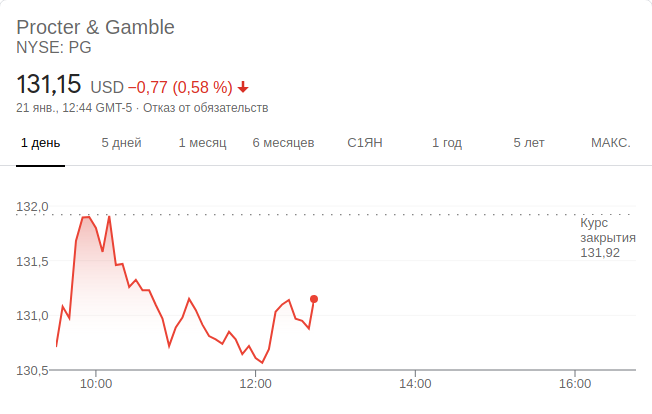 Procter & Gamble
NYSE: PG
131,15 USD −0,77 (0,58 %)
21 янв., 12:44 GMT-5 · Отказ от обязательств
1 день 5 дней 1 месяц 6 месяцев С1ЯН 1 год 5 лет МАКС.
132,0
Курс
закрытия
131,92
131,5
131,0
130,5
10:00 12:00 14:00 16:00